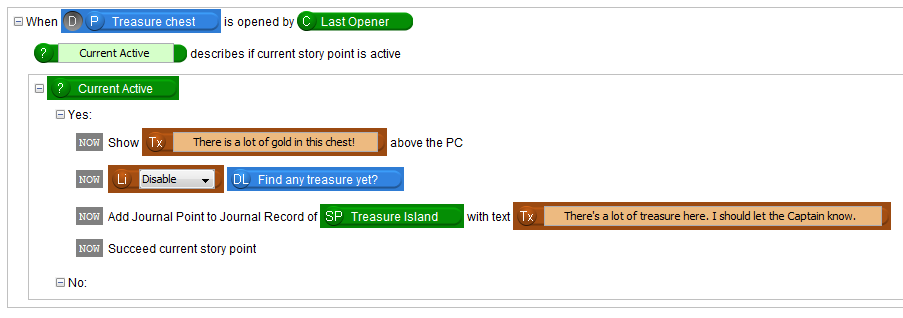 When D P Treasure chest is opened by C Last Opener
? Current Active describes if current story point is active
? Current Active
Yes:
NOW Show Tx There is a lot of gold in this chest! above the PC
NOW Li Disable DL Find any treasure yet?
NOW Add Journal Point to Journal Record of SP Treasure Island with text Tx There's a lot of treasure here. I should let the Captain know.
NOW Succeed current story point
No: